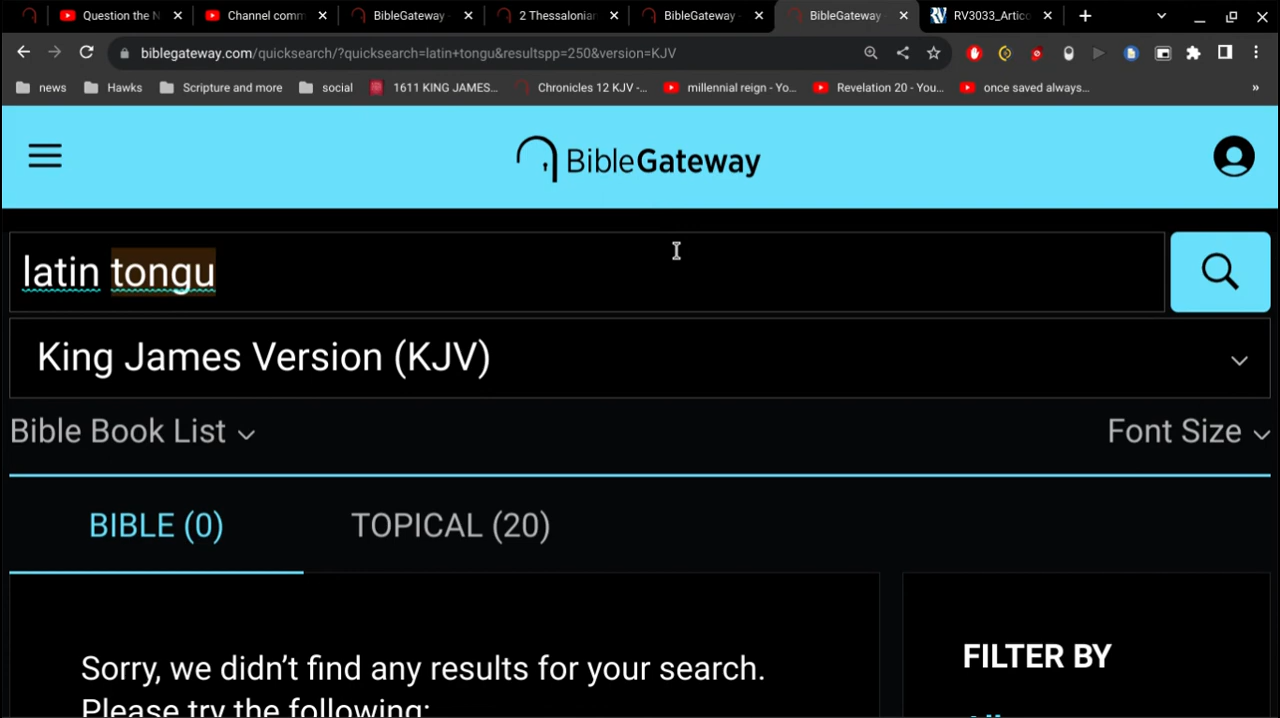 Question the N
Channel comm
BibleGateway -
2 Thessalonian
BibleGateway -
BibleGateway -
RV3033_Artico
biblegateway.com/quicksearch/?quicksearch=latin+tongu&resultspp=250&version=KJV
news
Hawks
Scripture and more
social
1611 KING JAMES...
Chronicles 12 KJV -...
millennial reign - Yo...
Revelation 20 - You...
once saved always...
»
BibleGateway
latin tongu
King James Version (KJV)
Bible Book List
Font Size
BIBLE (0)
TOPICAL (20)
Sorry, we didn't find any results for your search.
Please try the following:
FILTER BY